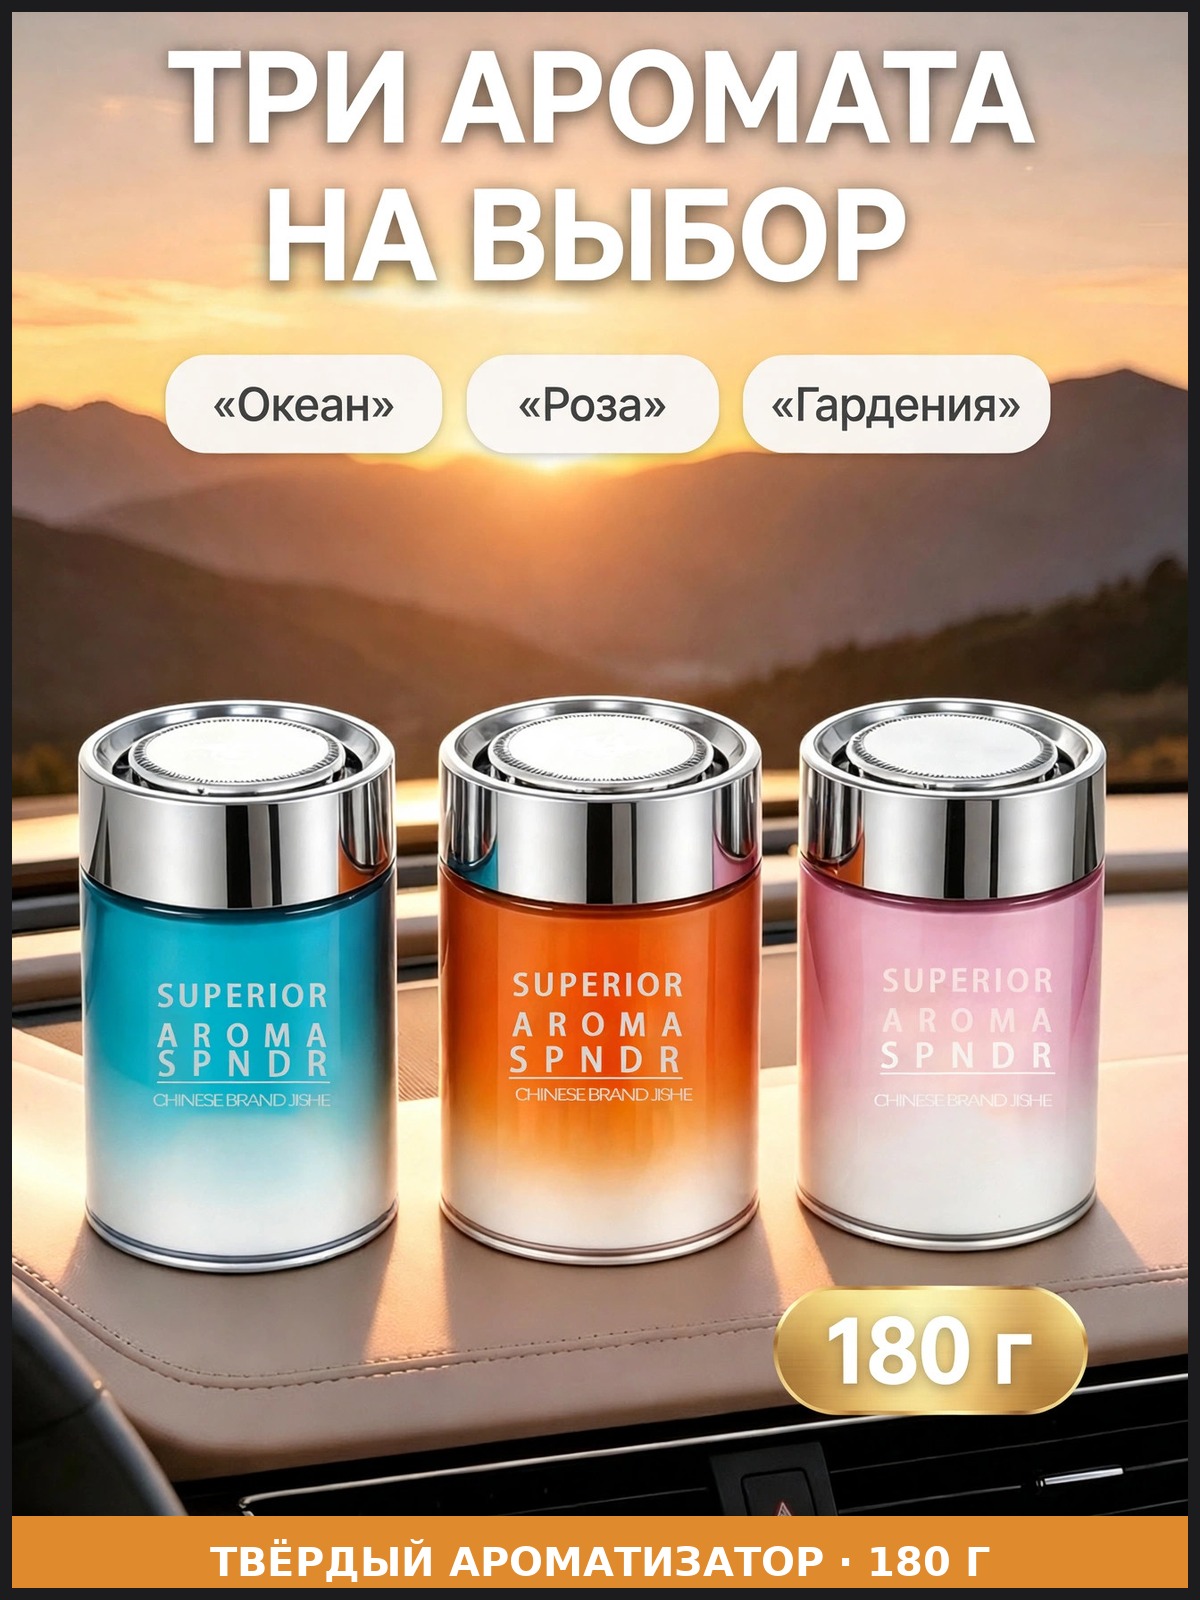 ТРИ АРОМАТА
НА ВЫБОР
«Океан» «Роза» «Гардения»
SUPERIOR
AROMA
SPNDR
CHINESE BRAND JISHE
SUPERIOR
AROMA
SPNDR
CHINESE BRAND JISHE
SUPERIOR
AROMA
SPNDR
CHINESE BRAND JISHE
180 г
ТВЁРДЫЙ АРОМАТИЗАТОР · 180 Г